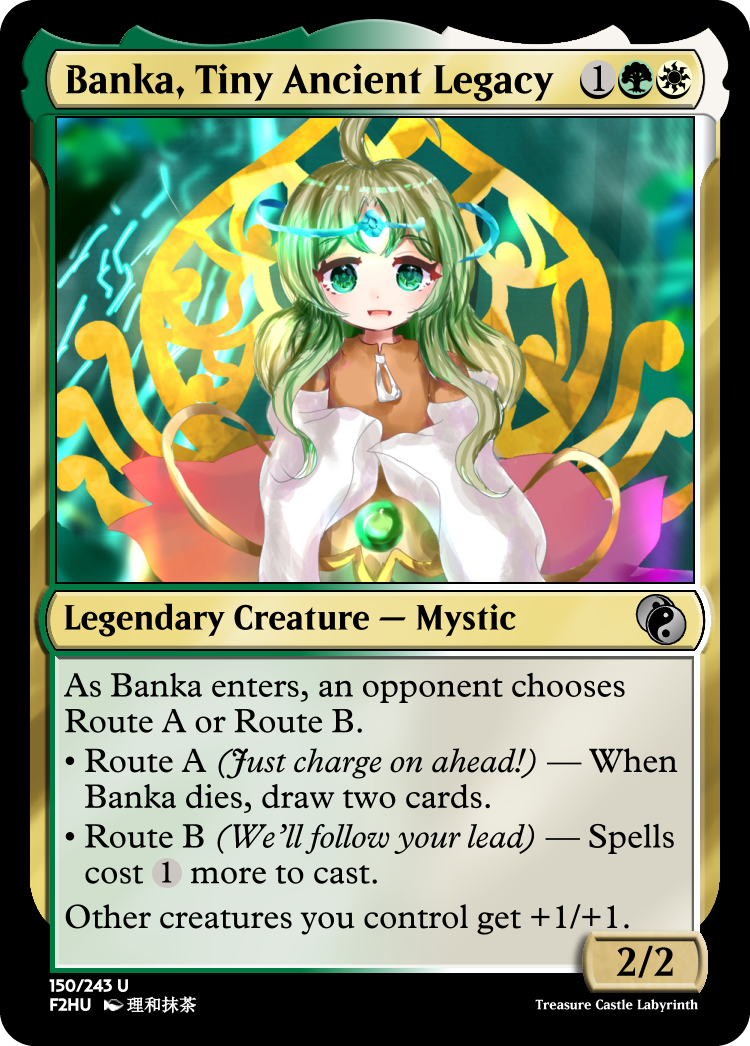 Banka, Tiny Ancient Legacy 1
Legendary Creature — Mystic
As Banka enters, an opponent chooses
Route A or Route B.
• Route A (Just charge on ahead!) — When
Banka dies, draw two cards.
• Route B (We'll follow your lead) — Spells
cost 1 more to cast.
Other creatures you control get +1/+1.
2/2
150/243 U
F2HU 理和抹茶
Treasure Castle Labyrinth